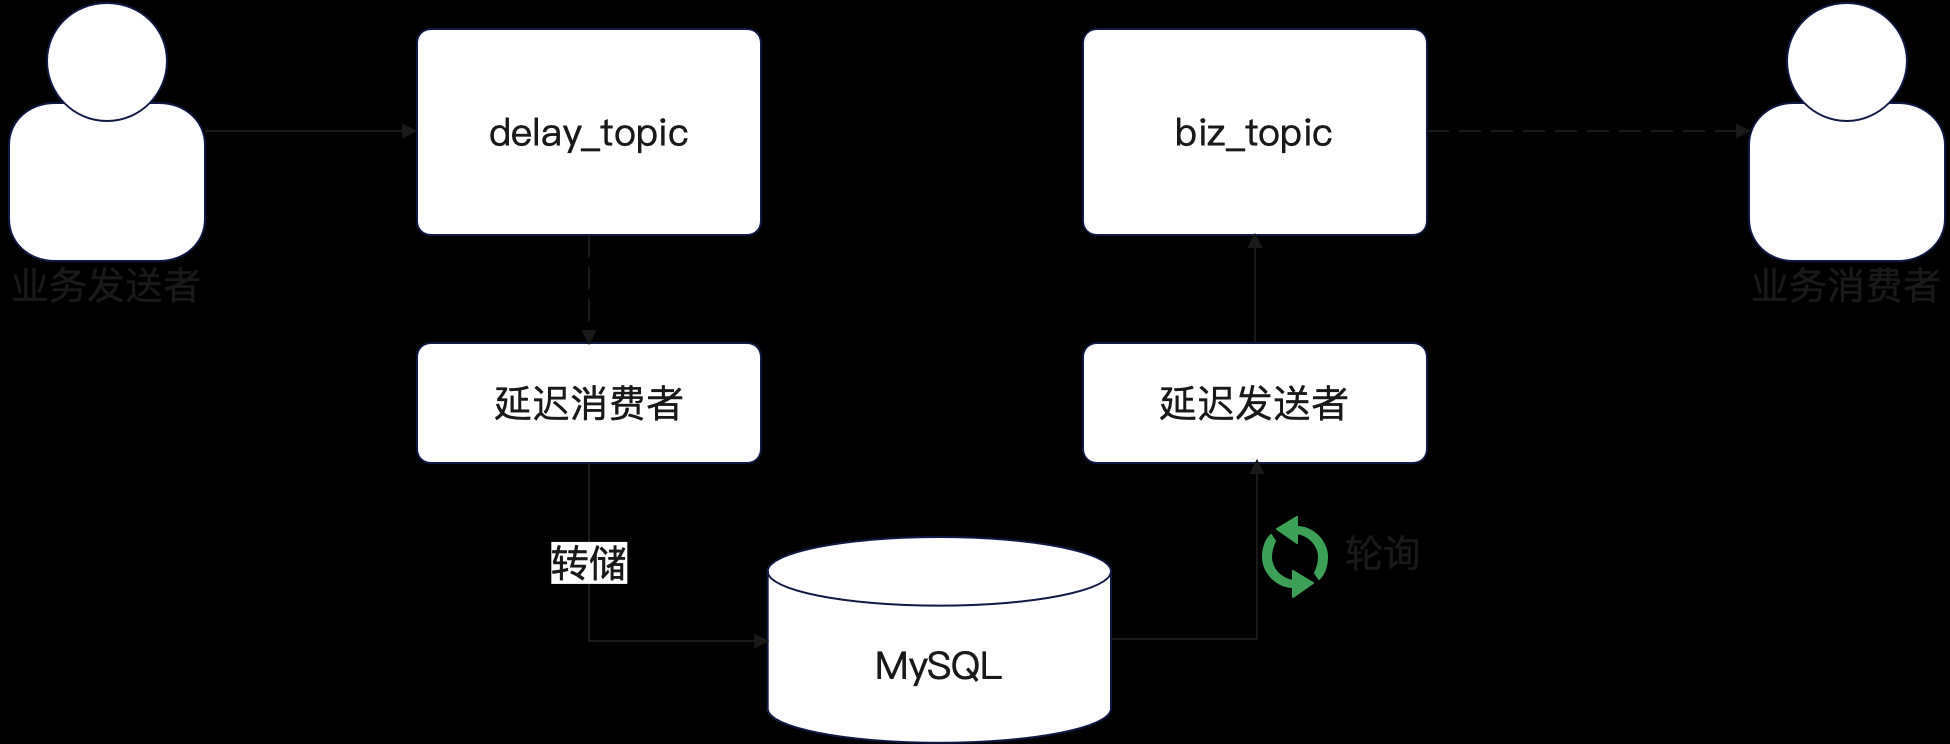 delay_topic
biz_topic
业务发送者
业务消费者
延迟消费者
延迟发送者
转储
轮询
MySQL